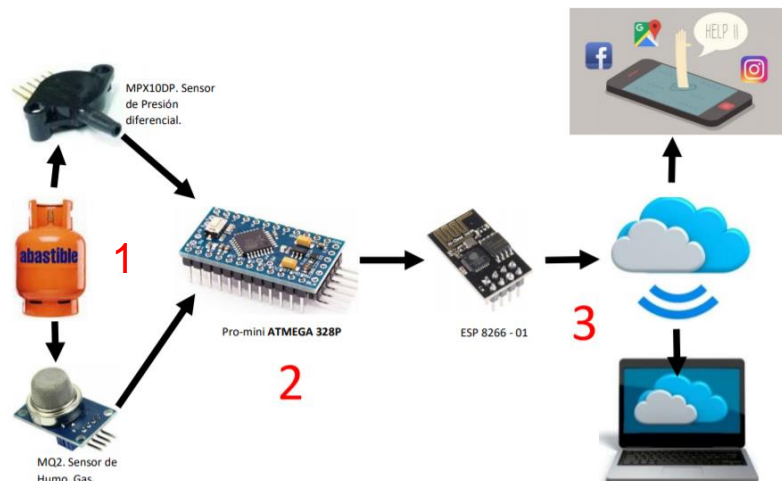 HELP !!
MPX10DP. Sensor
de Presión
diferencial.
abastible
1
Pro-mini ATMEGA 328P
ESP 8266 - 01
2
3
MQ2. Sensor de
Humo, Gas